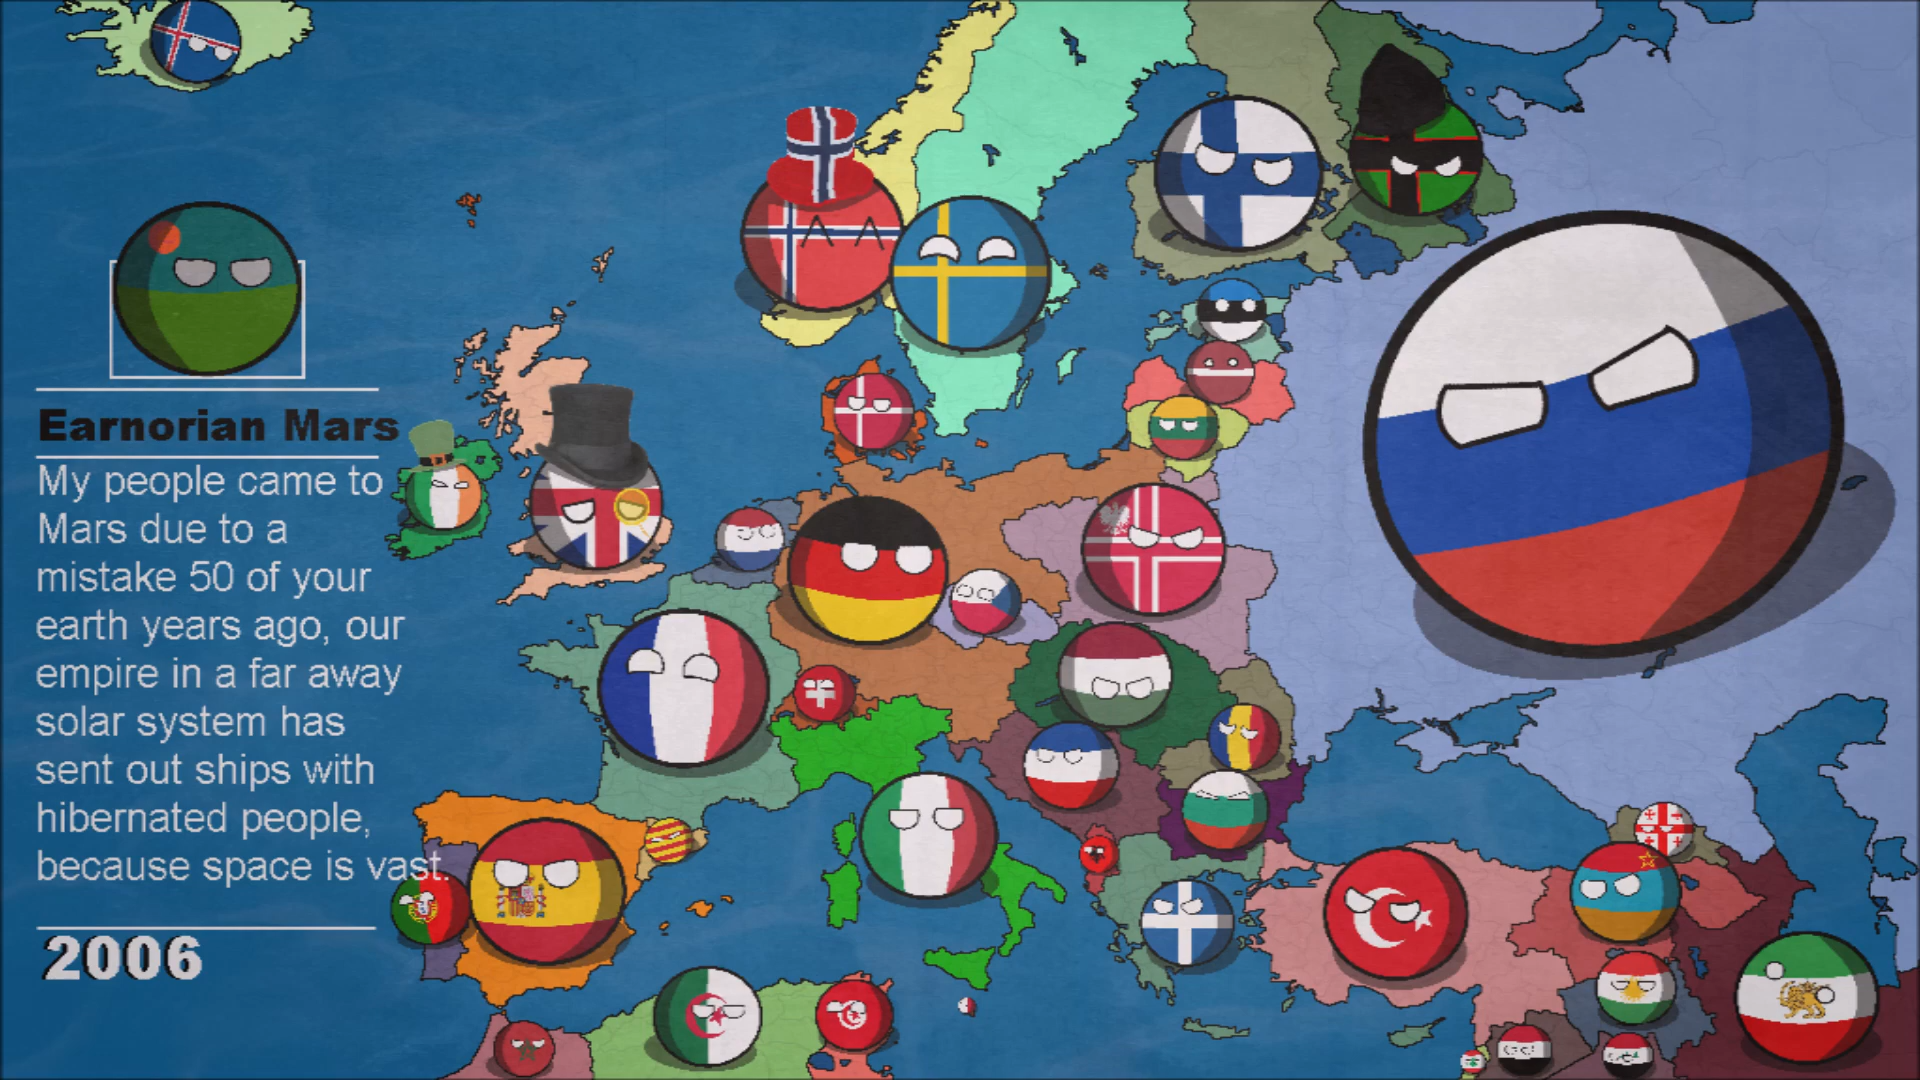 Earnorian Mars
My people came to
Mars due to a
mistake 50 of your
earth years ago, our
empire in a far away
solar system has
sent out ships with
hibernated people,
because space is vast.
2006